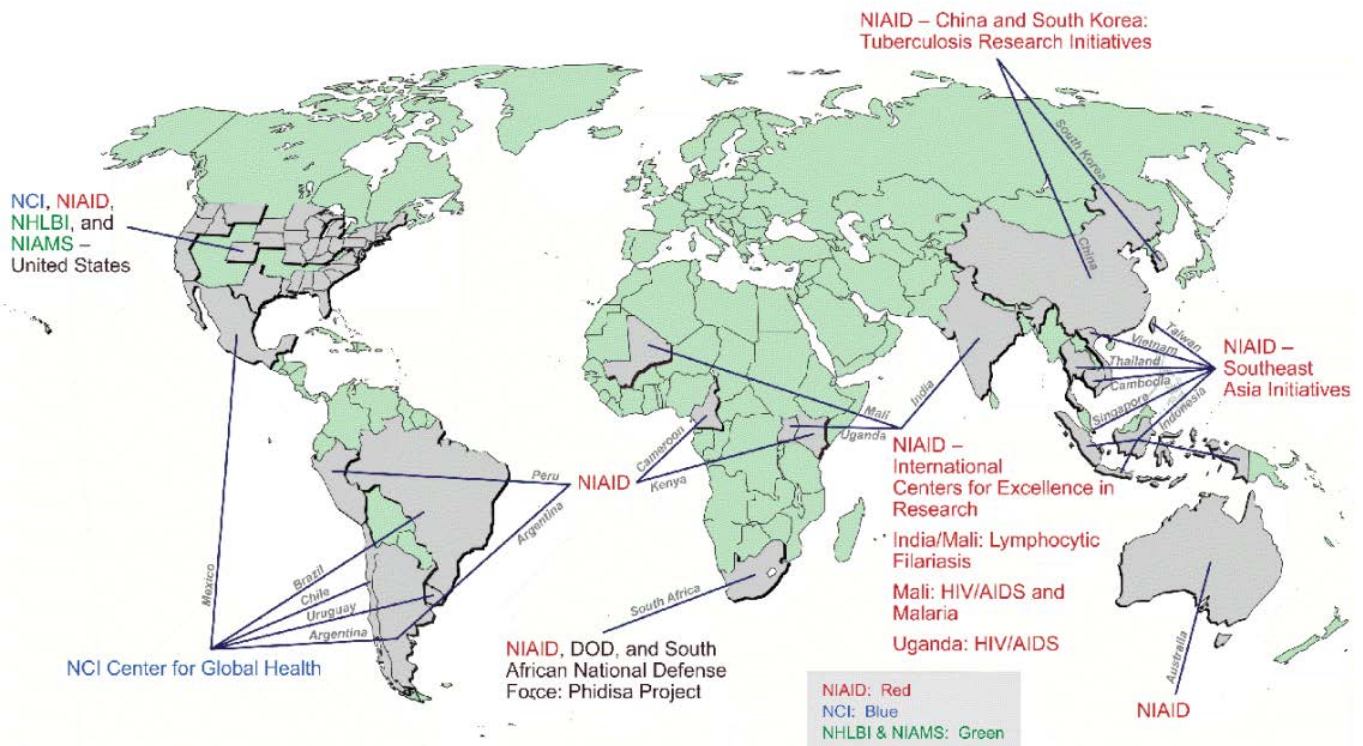 NIAID – China and South Korea:
Tuberculosis Research Initiatives
South Korea
China
NCI, NIAID,
NHLBI, and
NIAMS –
United States
Taiwan
Vietnam
Thailand
Cambodia
Singapore
Indonesia
NIAID –
Southeast
Asia Initiatives
India
Mali
Uganda
Cameroon
Kenya
NIAID
Peru
Argentina
NIAID –
International
Centers for Excellence in
Research
India/Mali: Lymphocytic
Filariasis
Mali: HIV/AIDS and
Malaria
Uganda: HIV/AIDS
Mexico
Brazil
Chile
Uruguay
Argentina
NCI Center for Global Health
South Africa
NIAID, DOD, and South
African National Defense
Force: Phidisa Project
Australia
NIAID
NIAID: Red
NCI: Blue
NHLBI & NIAMS: Green